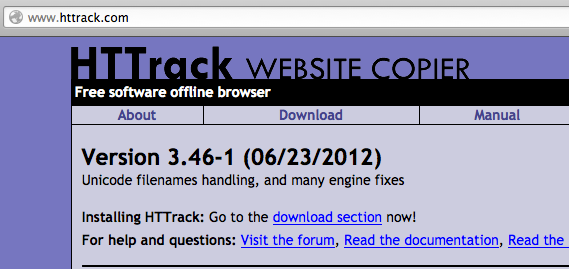 www.httrack.com
HTTrack WEBSITE COPIER
Free software offline browser
About Download Manual
Version 3.46-1 (06/23/2012)
Unicode filenames handling, and many engine fixes
Installing HTTrack: Go to the download section now!
For help and questions: Visit the forum, Read the documentation, Read the